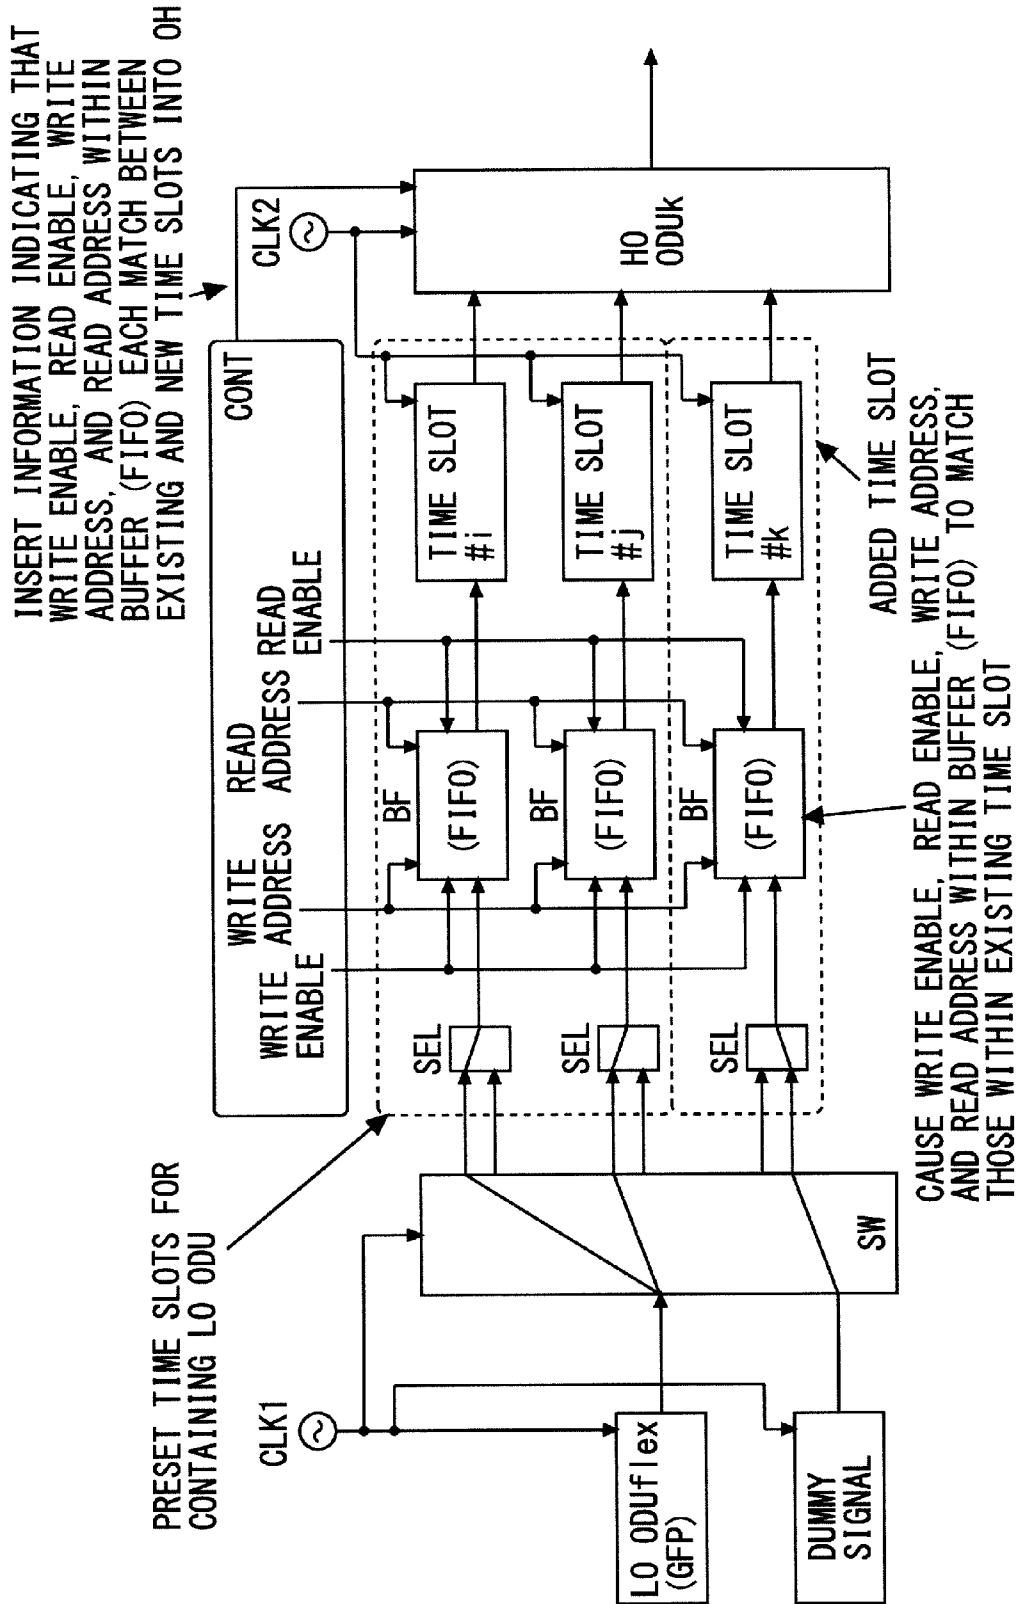 INSERT INFORMATION INDICATING THAT
WRITE ENABLE, READ ENABLE, WRITE
ADDRESS, AND READ ADDRESS WITHIN
BUFFER (FIFO) EACH MATCH BETWEEN
EXISTING AND NEW TIME SLOTS INTO OH
PRESET TIME SLOTS FOR
CONTAINING LO ODU
CONT
WRITE
ENABLE
WRITE
ADDRESS
READ
ADDRESS
READ
ENABLE
CLK1
CLK2
LO ODUflex
(GFP)
DUMMY
SIGNAL
SW
SEL
BF
(FIFO)
TIME SLOT
#i
SEL
BF
(FIFO)
TIME SLOT
#j
SEL
BF
(FIFO)
TIME SLOT
#k
HO
ODUk
ADDED TIME SLOT
CAUSE WRITE ENABLE, READ ENABLE, WRITE ADDRESS,
AND READ ADDRESS WITHIN BUFFER (FIFO) TO MATCH
THOSE WITHIN EXISTING TIME SLOT